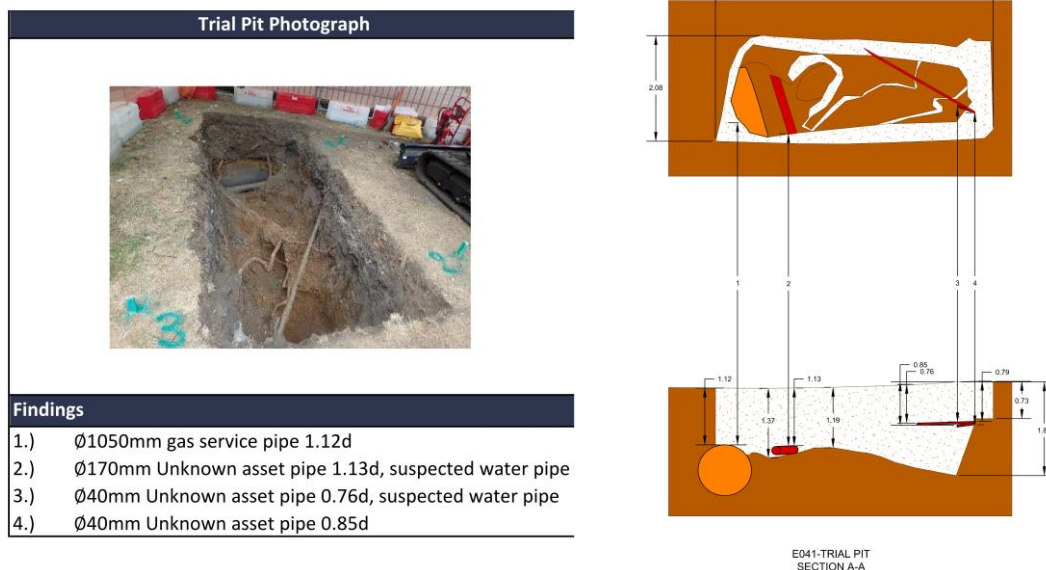 Trial Pit Photograph
Findings
1.) Ø1050mm gas service pipe 1.12d
2.) Ø170mm Unknown asset pipe 1.13d, suspected water pipe
3.) Ø40mm Unknown asset pipe 0.76d, suspected water pipe
4.) Ø40mm Unknown asset pipe 0.85d
2.08
1
2
3
4
0.85
0.76
0.79
1.12
1.13
0.73
1.37
1.19
E041-TRIAL PIT
SECTION A-A